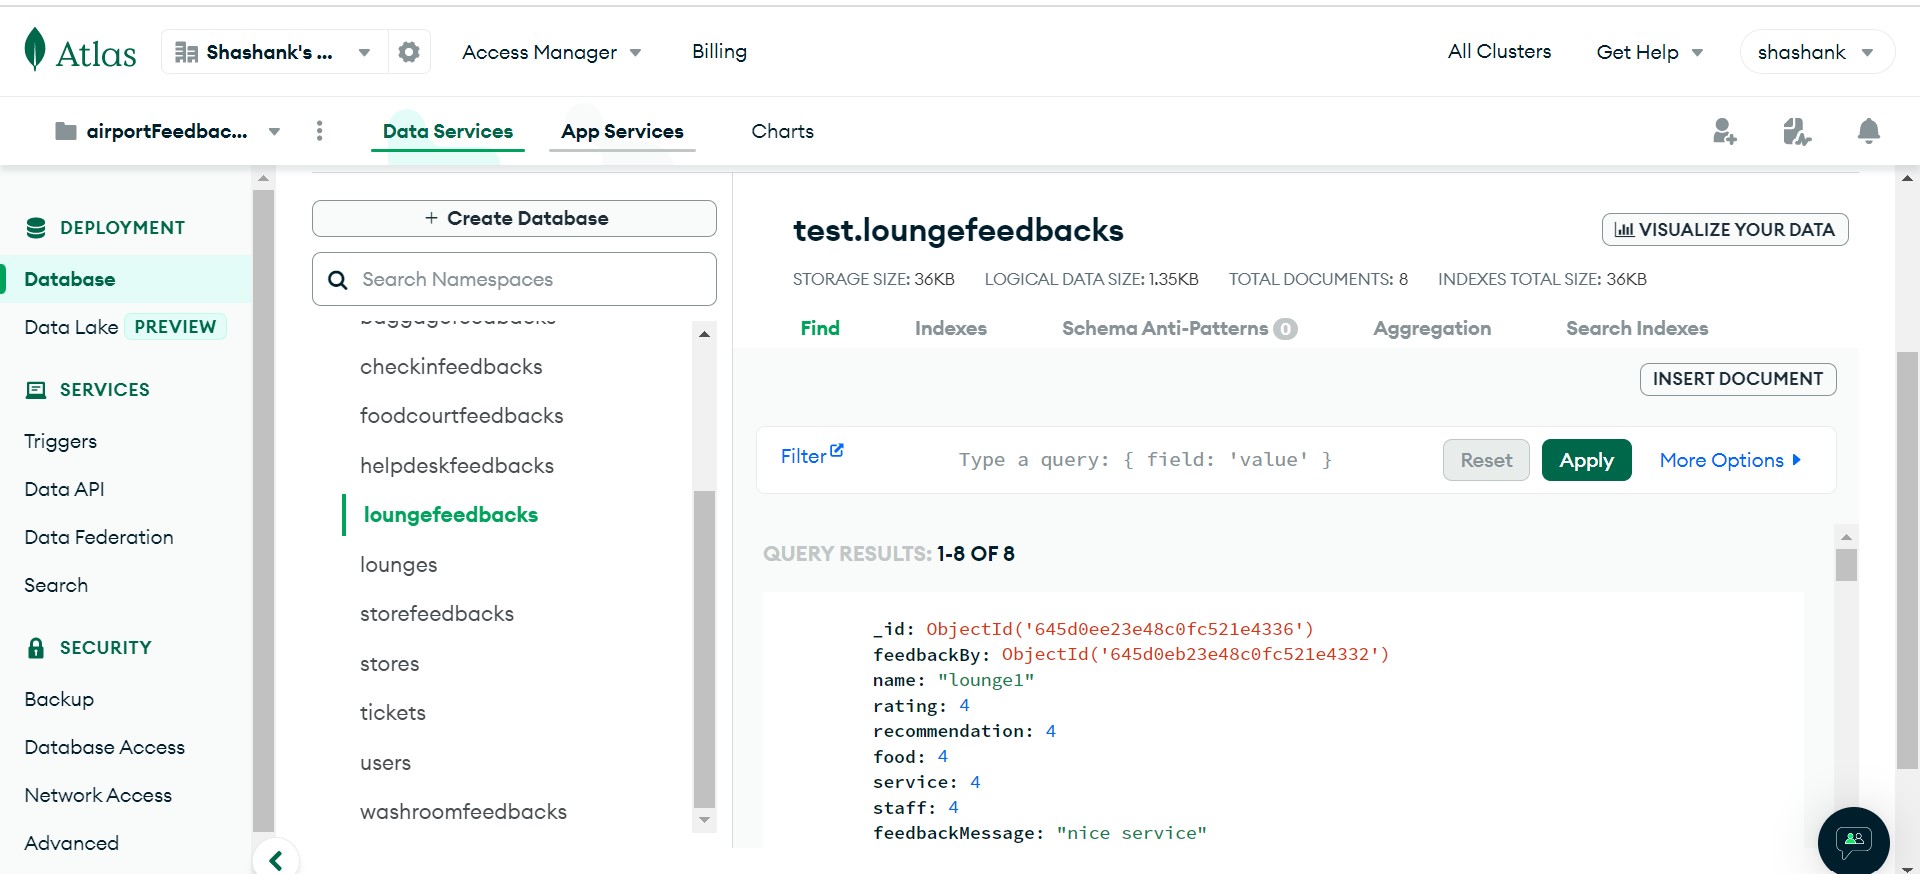 Atlas
Shashank's ...
Access Manager
Billing
All Clusters
Get Help
shashank
airportFeedbac...
Data Services
App Services
Charts
DEPLOYMENT
Database
Data Lake PREVIEW
SERVICES
Triggers
Data API
Data Federation
Search
SECURITY
Backup
Database Access
Network Access
Advanced
+ Create Database
Search Namespaces
baggagefeedbacks
checkinfeedbacks
foodcourtfeedbacks
helpdeskfeedbacks
loungefeedbacks
lounges
storefeedbacks
stores
tickets
users
washroomfeedbacks
test.loungefeedbacks
VISUALIZE YOUR DATA
STORAGE SIZE: 36KB LOGICAL DATA SIZE: 1.35KB TOTAL DOCUMENTS: 8 INDEXES TOTAL SIZE: 36KB
Find Indexes Schema Anti-Patterns 0 Aggregation Search Indexes
INSERT DOCUMENT
Filter Type a query: { field: 'value' } Reset Apply More Options
QUERY RESULTS: 1-8 OF 8
_id: ObjectId('645d0ee23e48c0fc521e4336')
feedbackBy: ObjectId('645d0eb23e48c0fc521e4332')
name: "lounge1"
rating: 4
recommendation: 4
food: 4
service: 4
staff: 4
feedbackMessage: "nice service"